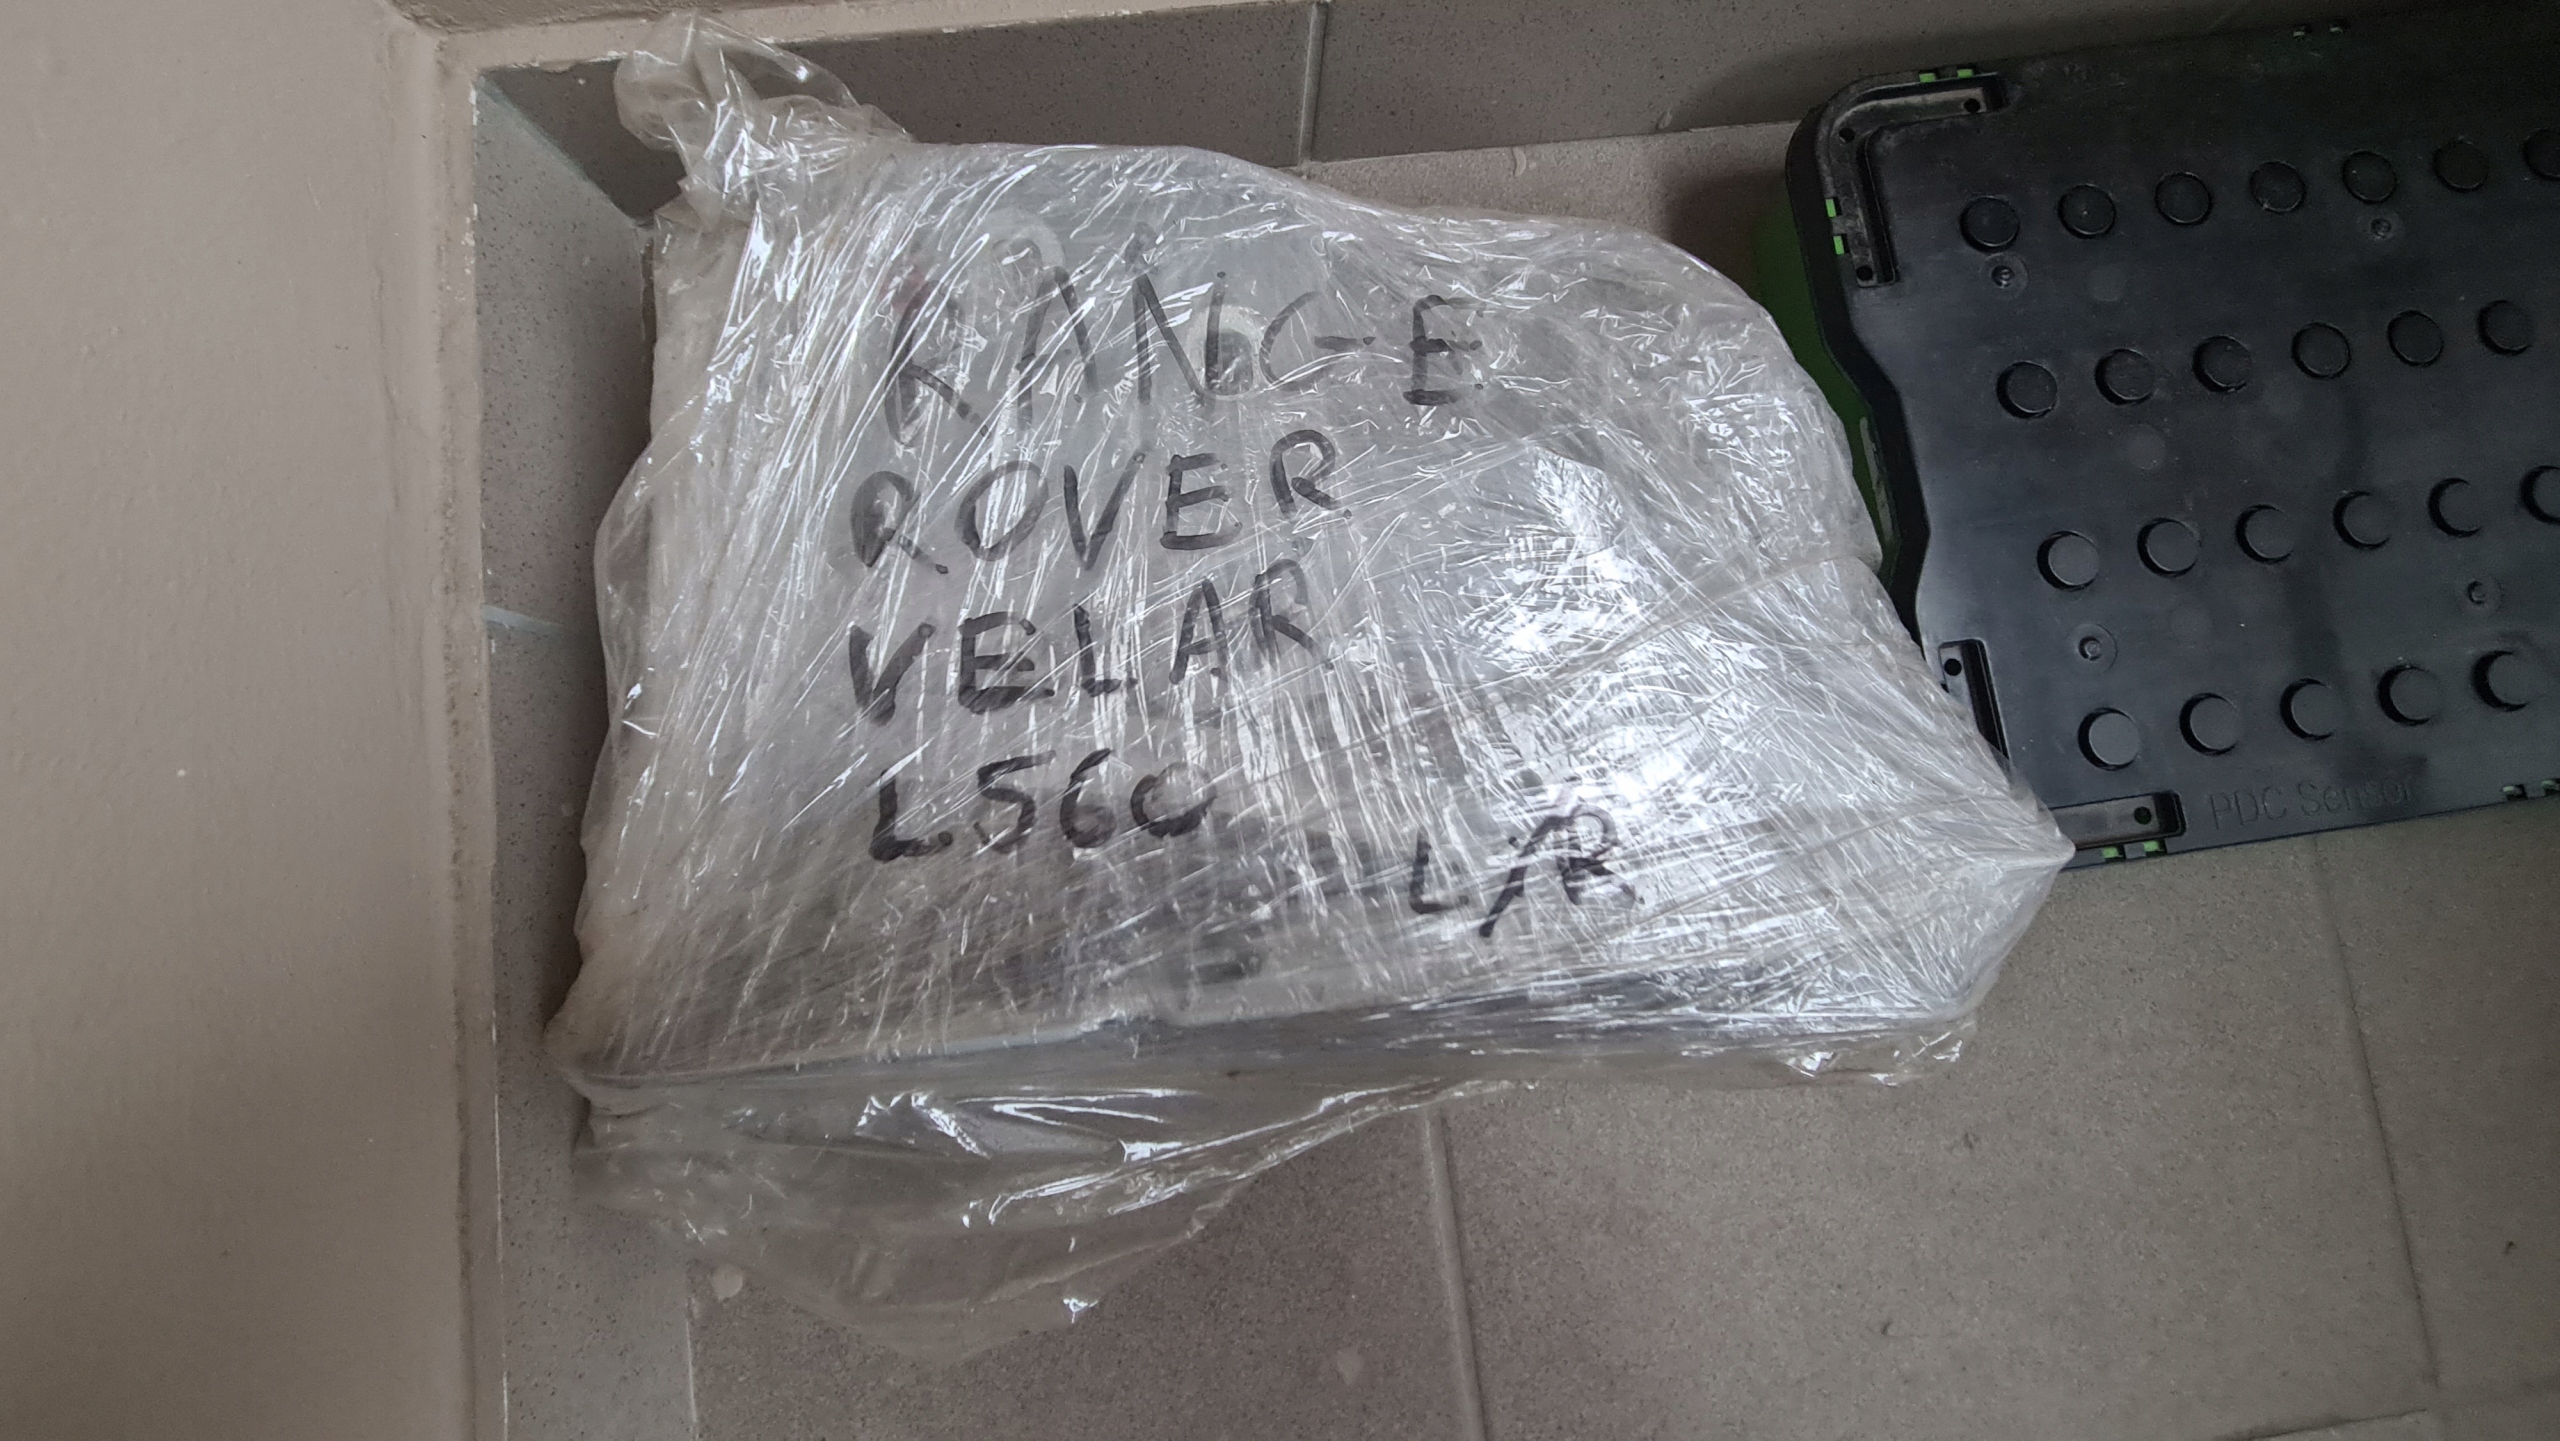 RANGE
ROVER
VELAR
L560
L/R
PDC Sensor